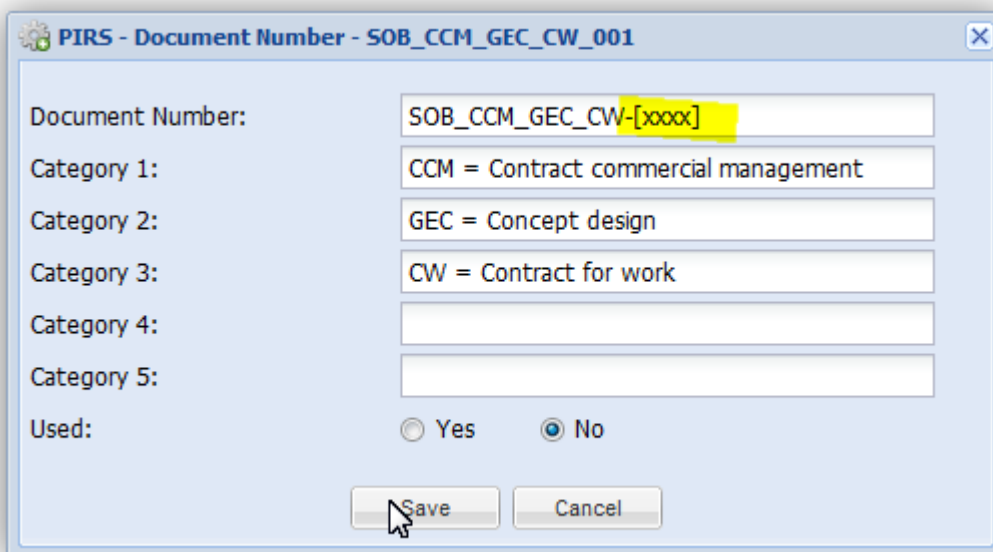 PIRS - Document Number - SOB_CCM_GEC_CW_001
Document Number: SOB_CCM_GEC_CW-[xxxx]
Category 1: CCM = Contract commercial management
Category 2: GEC = Concept design
Category 3: CW = Contract for work
Category 4:
Category 5:
Used: Yes No
Save Cancel